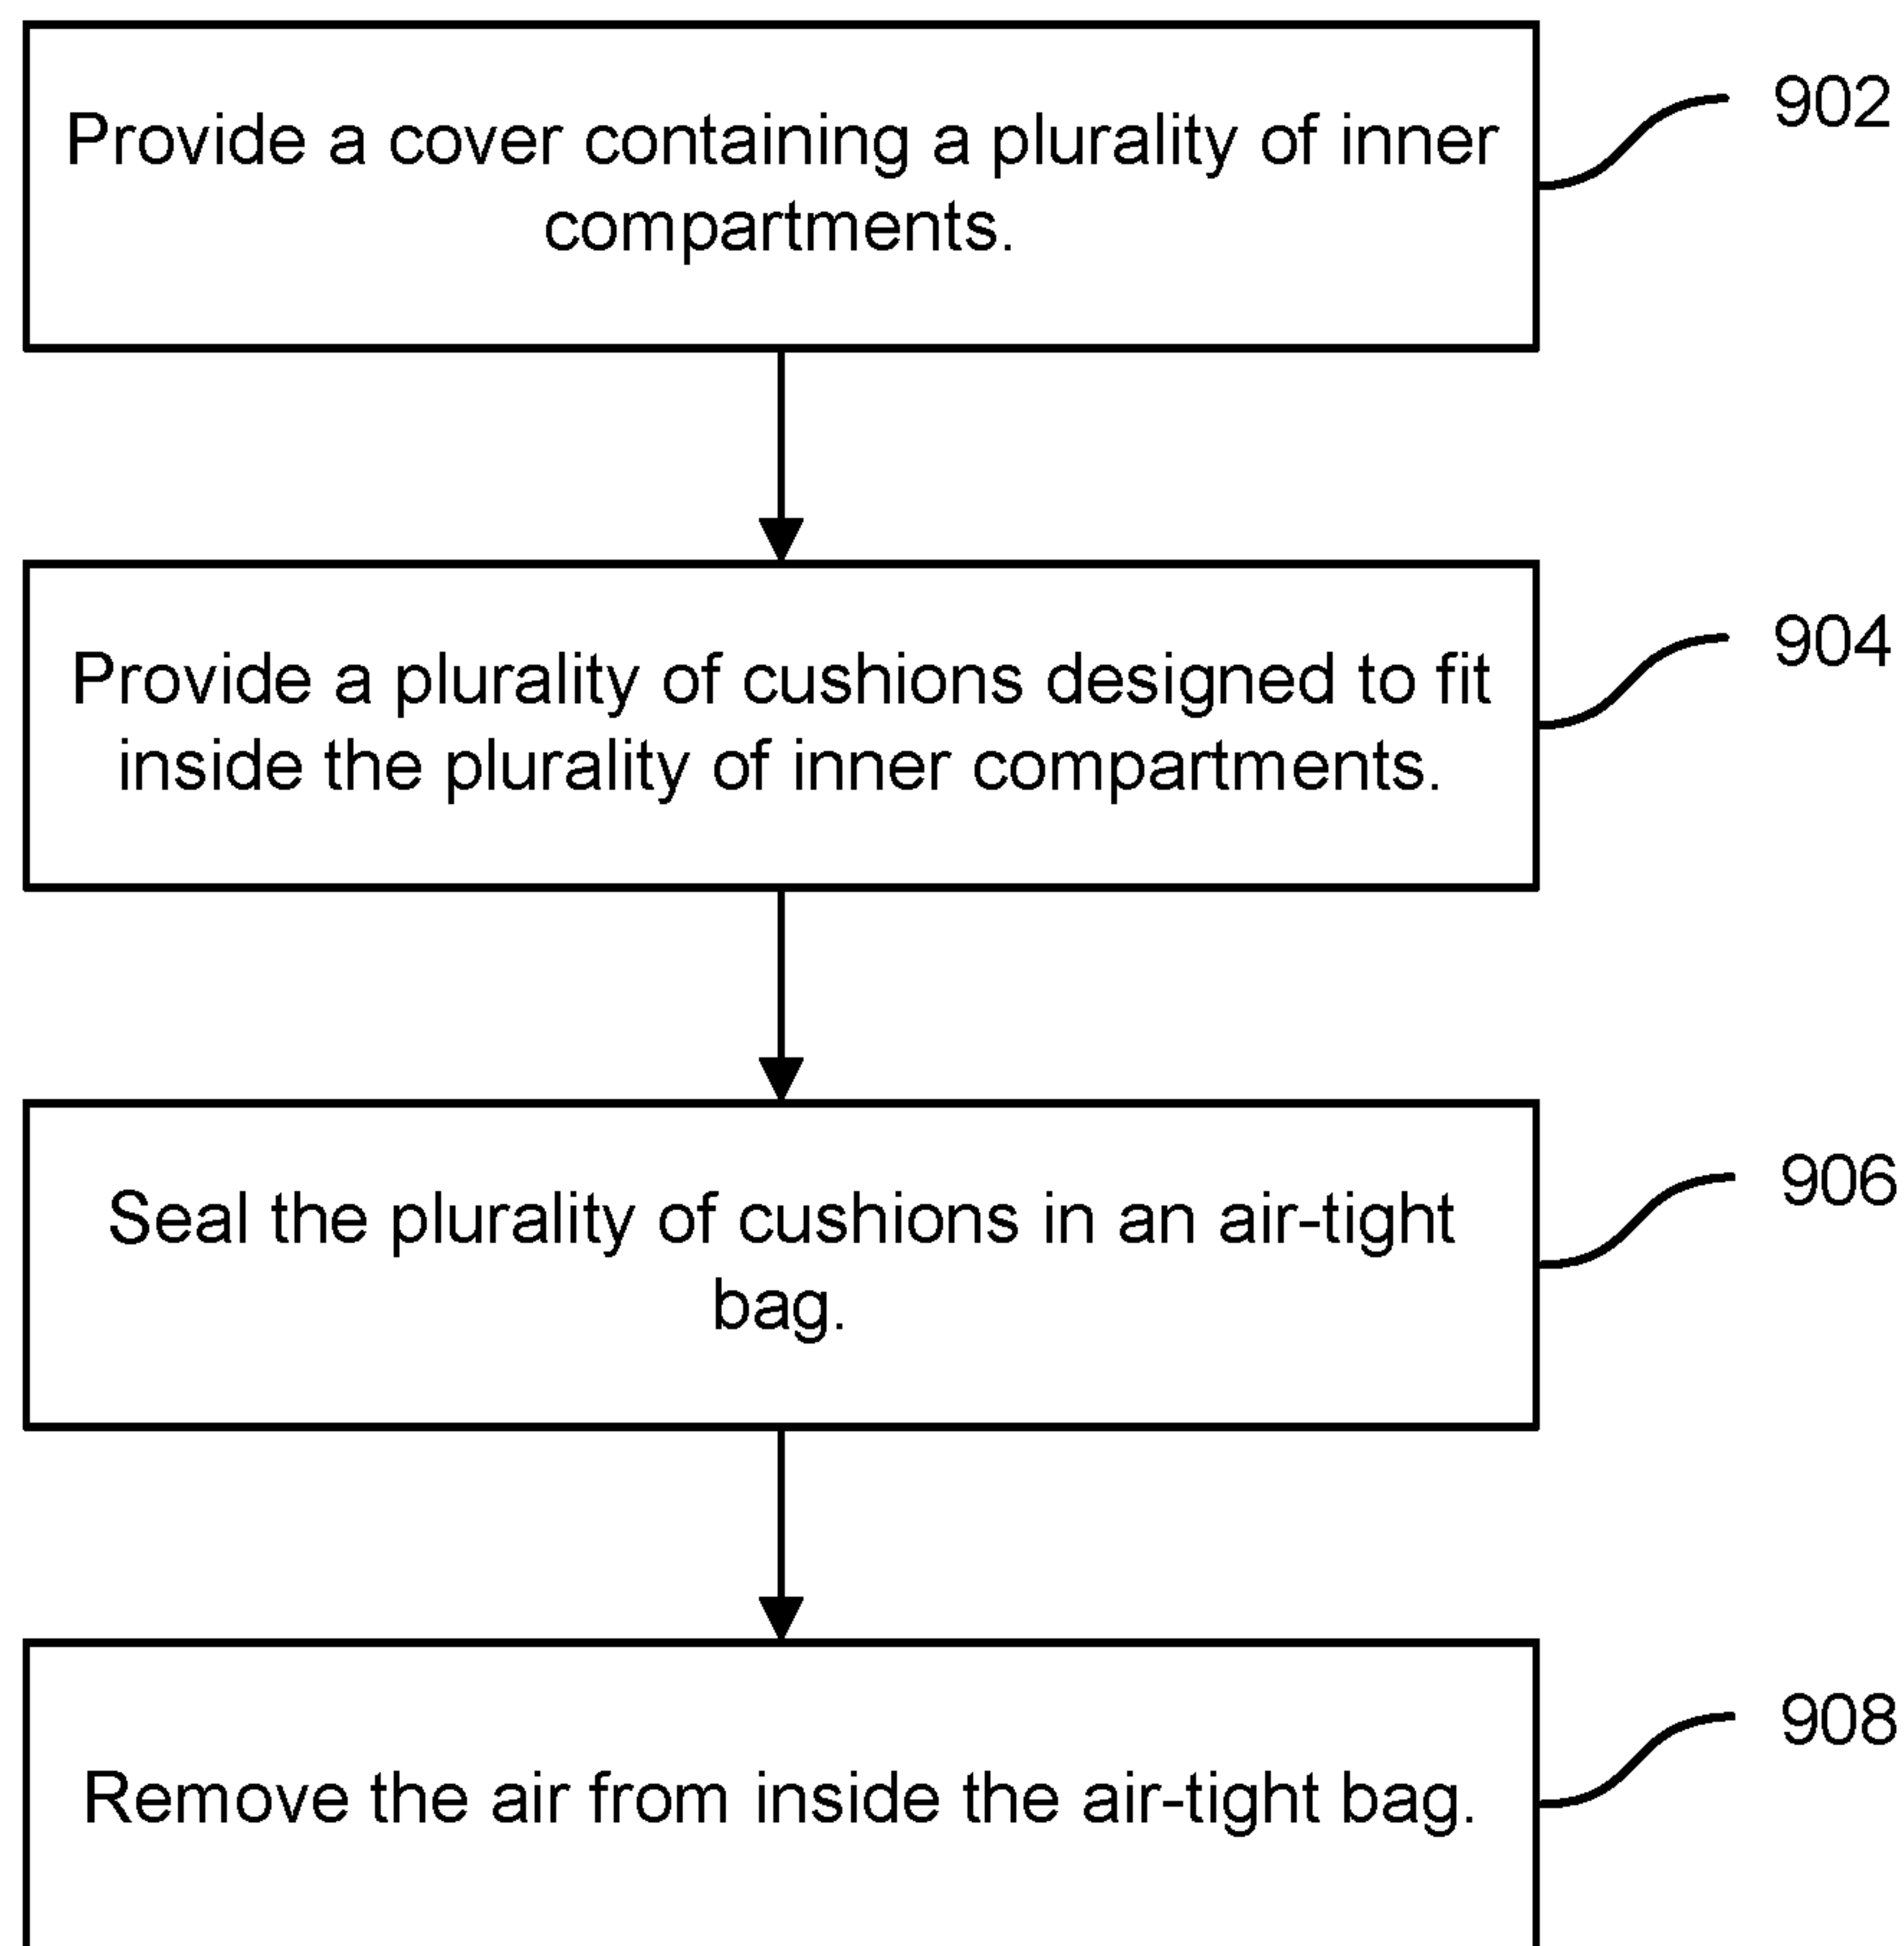 Provide a cover containing a plurality of inner
compartments.
902
Provide a plurality of cushions designed to fit
inside the plurality of inner compartments.
904
Seal the plurality of cushions in an air-tight
bag.
906
Remove the air from inside the air-tight bag.
908